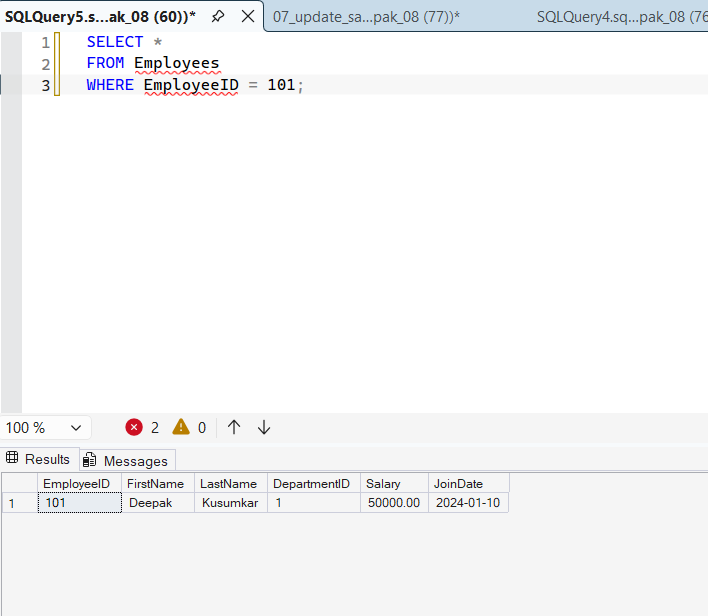 SQLQuery5.s...ak_08 (60))* 07_update_sa...pak_08 (77))* SQLQuery4.sq...pak_08 (76
1 SELECT *
2 FROM Employees
3 WHERE EmployeeID = 101;
100 % 2 0
Results Messages
EmployeeID FirstName LastName DepartmentID Salary JoinDate
1 101 Deepak Kusumkar 1 50000.00 2024-01-10